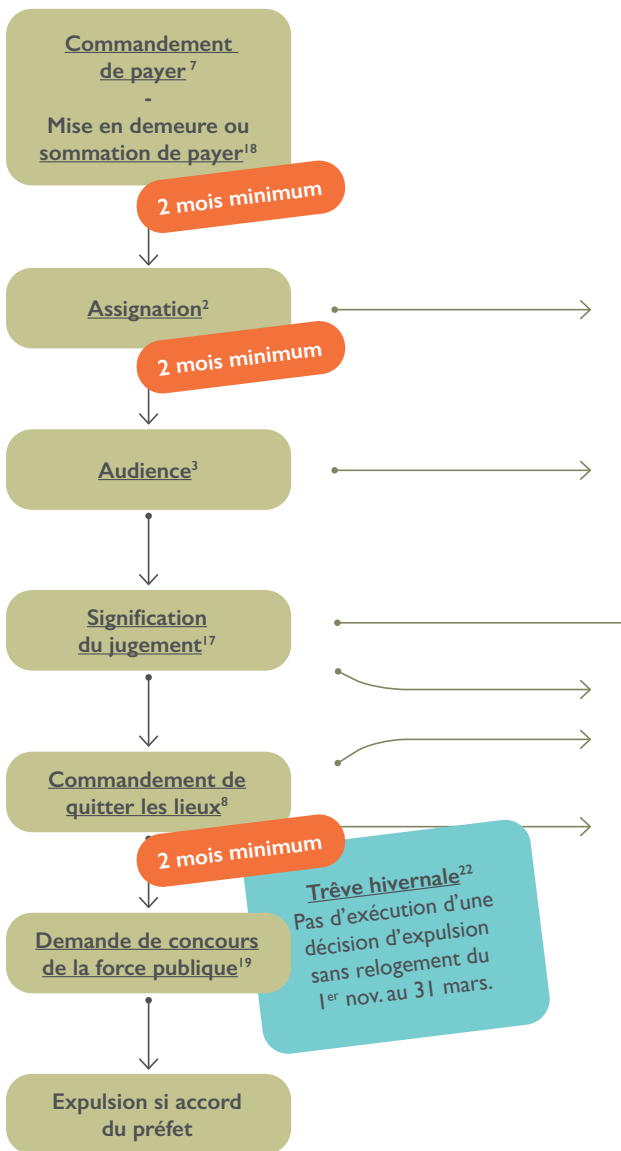 Commandement
de payer 7
-
Mise en demeure ou
sommation de payer18
2 mois minimum
Assignation2
2 mois minimum
Audience3
Signification
du jugement17
Commandement de
quitter les lieux8
2 mois minimum
Trêve hivernale22
Pas d'exécution d'une
décision d'expulsion
sans relogement du
1er nov. au 31 mars.
Demande de concours
de la force publique19
Expulsion si accord
du préfet